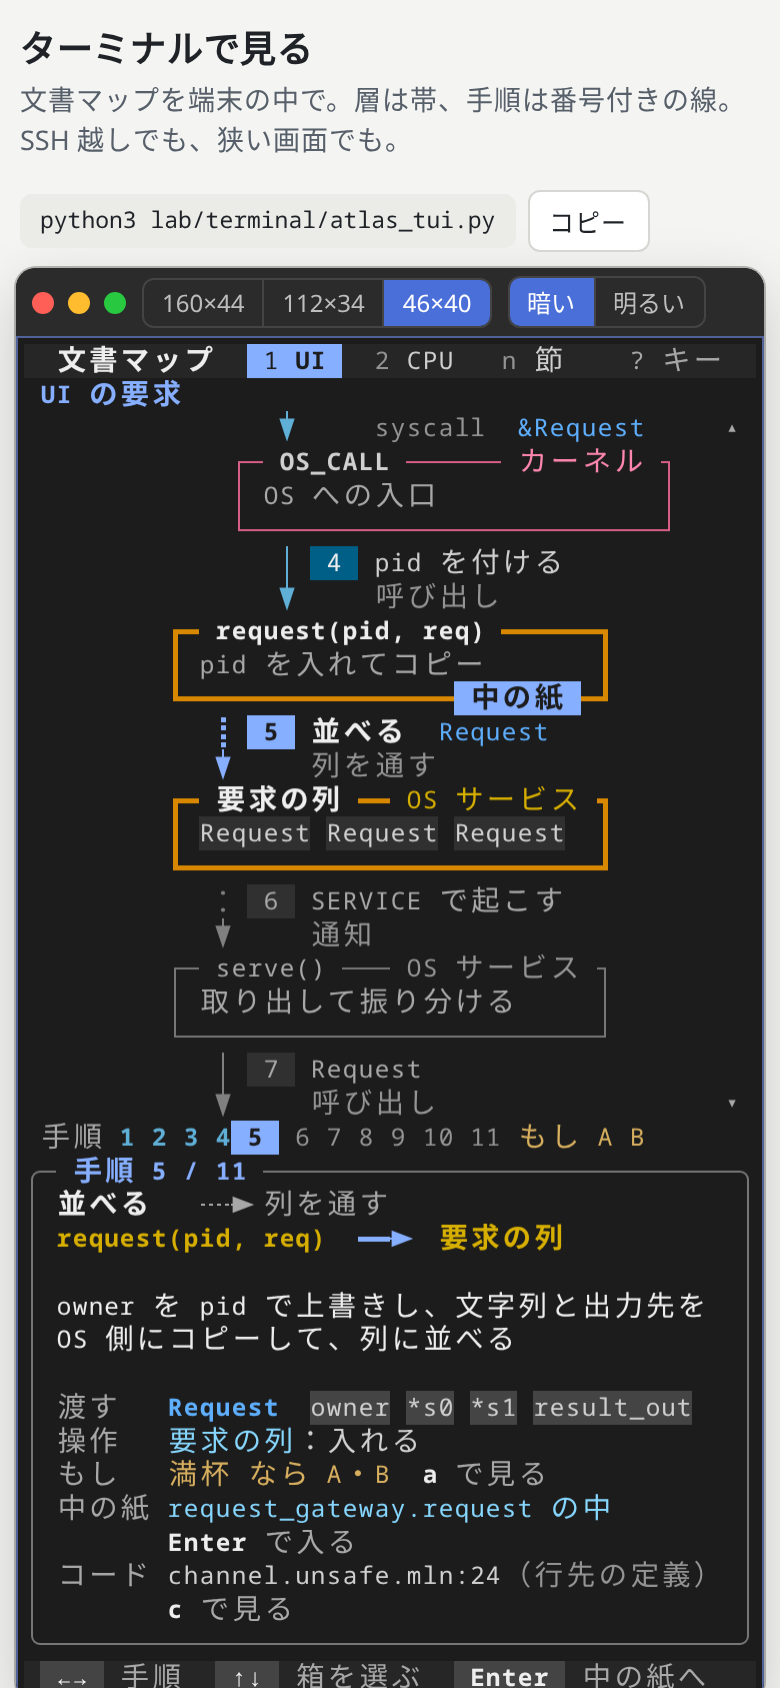 ターミナルで見る
文書マップを端末の中で。層は帯、手順は番号付きの線。
SSH 越しでも、狭い画面でも。
python3 lab/terminal/atlas_tui.py コピー
160×44 112×34 46×40 暗い 明るい
文書マップ 1 UI 2 CPU n 節 ? キー
UI の要求
syscall &Request ▴
OS_CALL カーネル
OS への入口
4 pid を付ける
呼び出し
request(pid, req)
pid を入れてコピー
中の紙
5 並べる Request
列を通す
要求の列 OS サービス
Request Request Request
6 SERVICE で起こす
通知
serve() OS サービス
取り出して振り分ける
7 Request
呼び出し ▾
手順 1 2 3 4 5 6 7 8 9 10 11 もし A B
手順 5 / 11
並べる 列を通す
request(pid, req) 要求の列
owner を pid で上書きし、文字列と出力先を
OS 側にコピーして、列に並べる
渡す Request owner *s0 *s1 result_out
操作 要求の列：入れる
もし 満杯 なら A・B a で見る
中の紙 request_gateway.request の中
Enter で入る
コード channel.unsafe.mln:24（行先の定義）
c で見る
←→ 手順 ↑↓ 箱を選ぶ Enter 中の紙へ